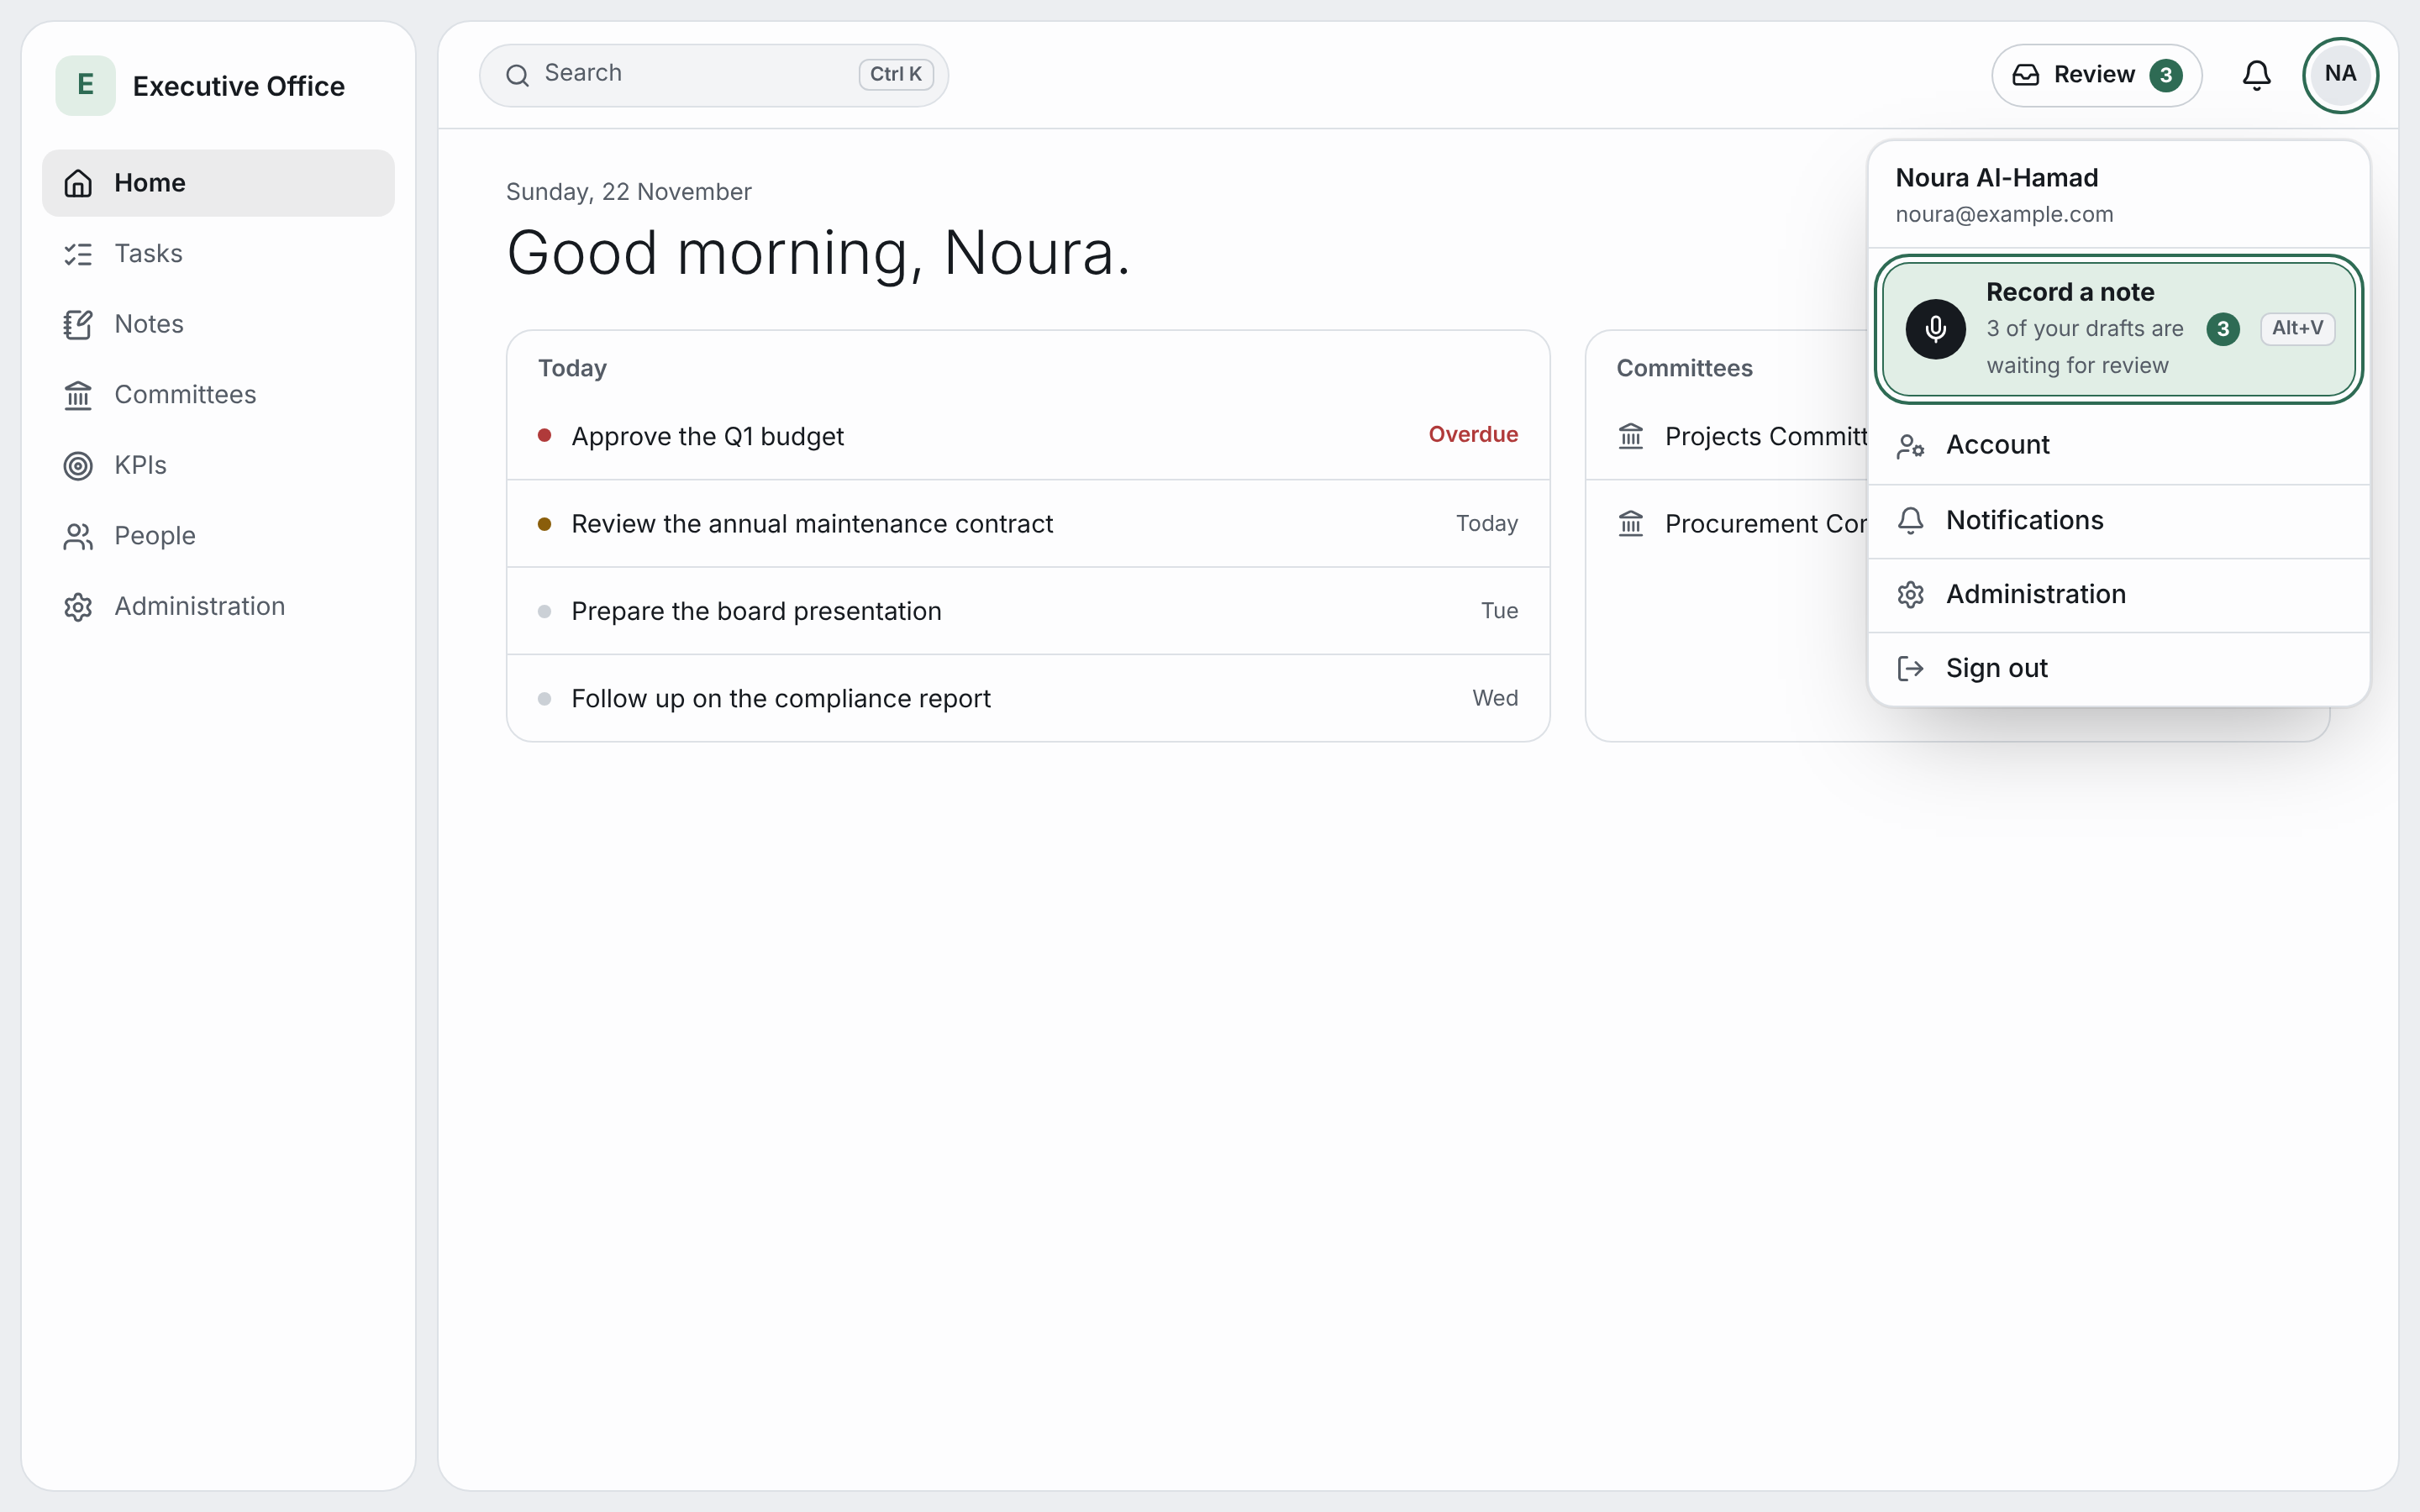 E Executive Office
Home
Tasks
Notes
Committees
KPIs
People
Administration
Search Ctrl K
Review 3
NA
Sunday, 22 November
Good morning, Noura.
Today
Approve the Q1 budget Overdue
Review the annual maintenance contract Today
Prepare the board presentation Tue
Follow up on the compliance report Wed
Committees
Projects Committ
Procurement Cor
Noura Al-Hamad
noura@example.com
Record a note
3 of your drafts are
waiting for review
3 Alt+V
Account
Notifications
Administration
Sign out